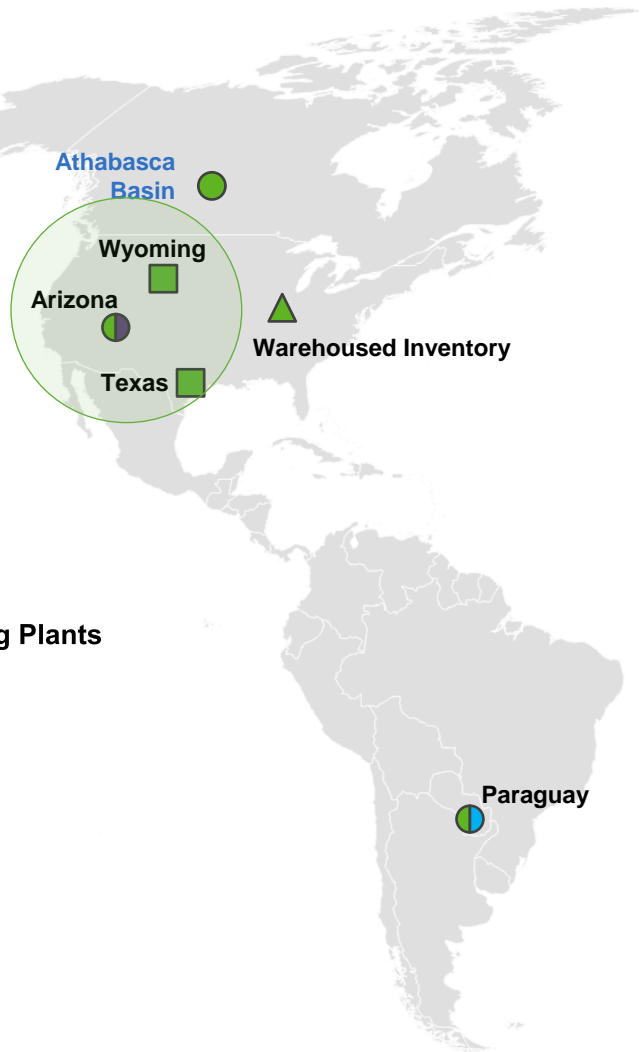 Athabasca
Basin
Wyoming
Arizona
Warehoused Inventory
Texas
g Plants
Paraguay